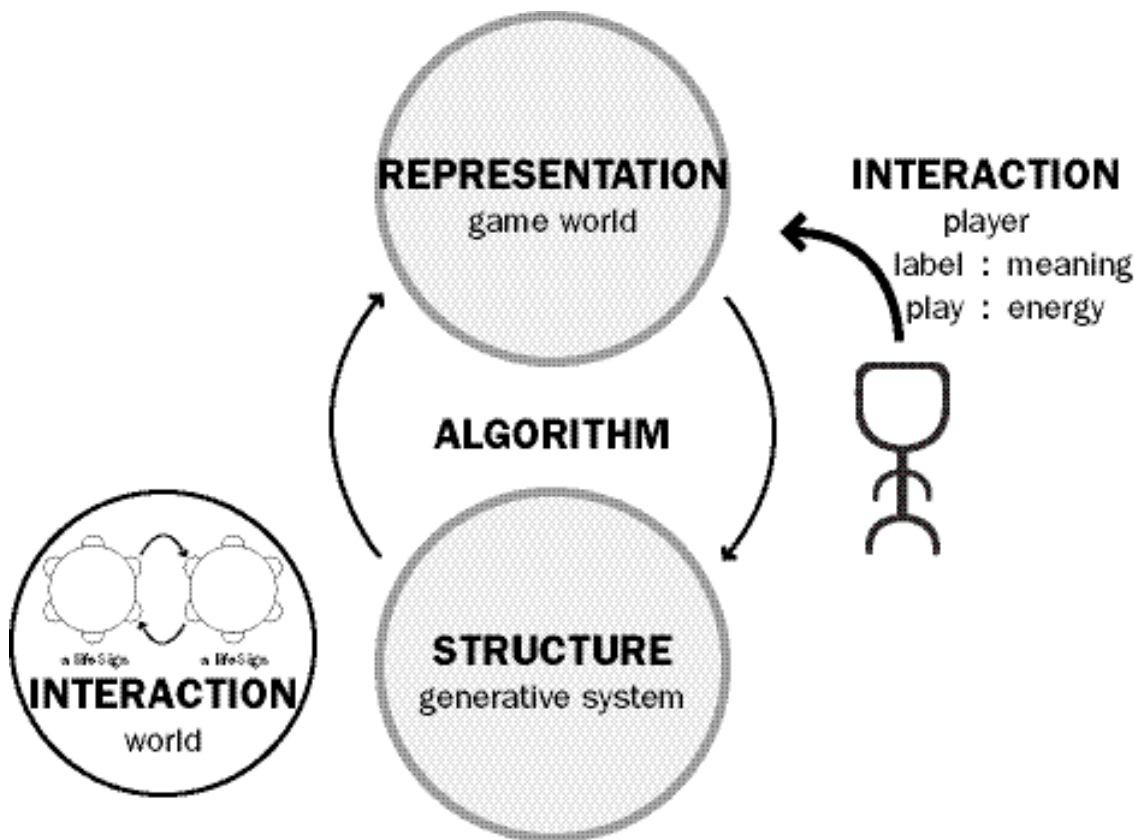 REPRESENTATION
game world
INTERACTION
player
label : meaning
play : energy
ALGORITHM
STRUCTURE
generative system
a lifeSign a lifeSign
INTERACTION
world